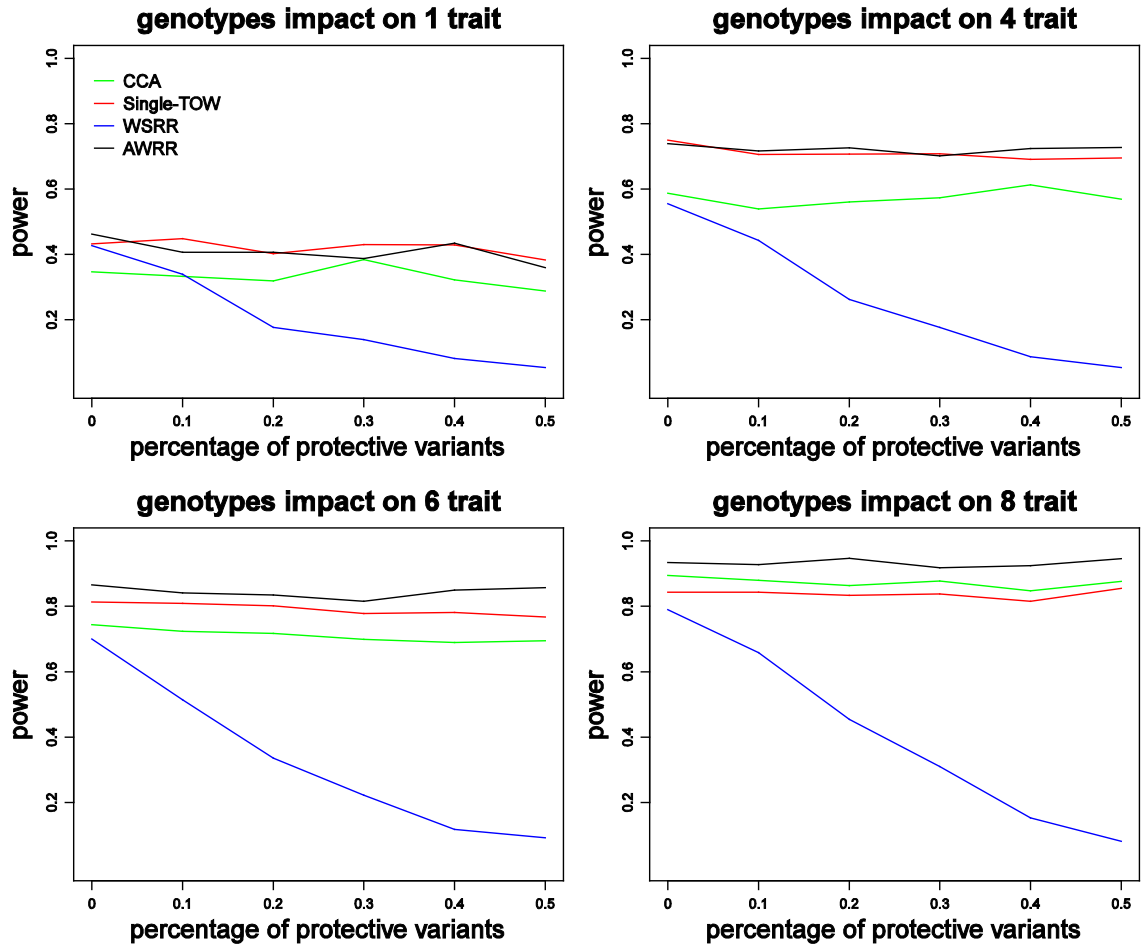 genotypes impact on 1 trait
1.0
0.8
0.6
0.4
0.2
power
CCA
Single-TOW
WSRR
AWRR
0 0.1 0.2 0.3 0.4 0.5
percentage of protective variants
genotypes impact on 4 trait
1.0
0.8
0.6
0.4
0.2
power
0 0.1 0.2 0.3 0.4 0.5
percentage of protective variants
genotypes impact on 6 trait
1.0
0.8
0.6
0.4
0.2
power
0 0.1 0.2 0.3 0.4 0.5
percentage of protective variants
genotypes impact on 8 trait
1.0
0.8
0.6
0.4
0.2
power
0 0.1 0.2 0.3 0.4 0.5
percentage of protective variants